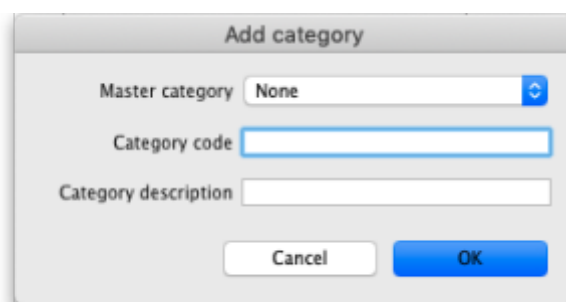 Add category
Master category None
Category code
Category description
Cancel OK